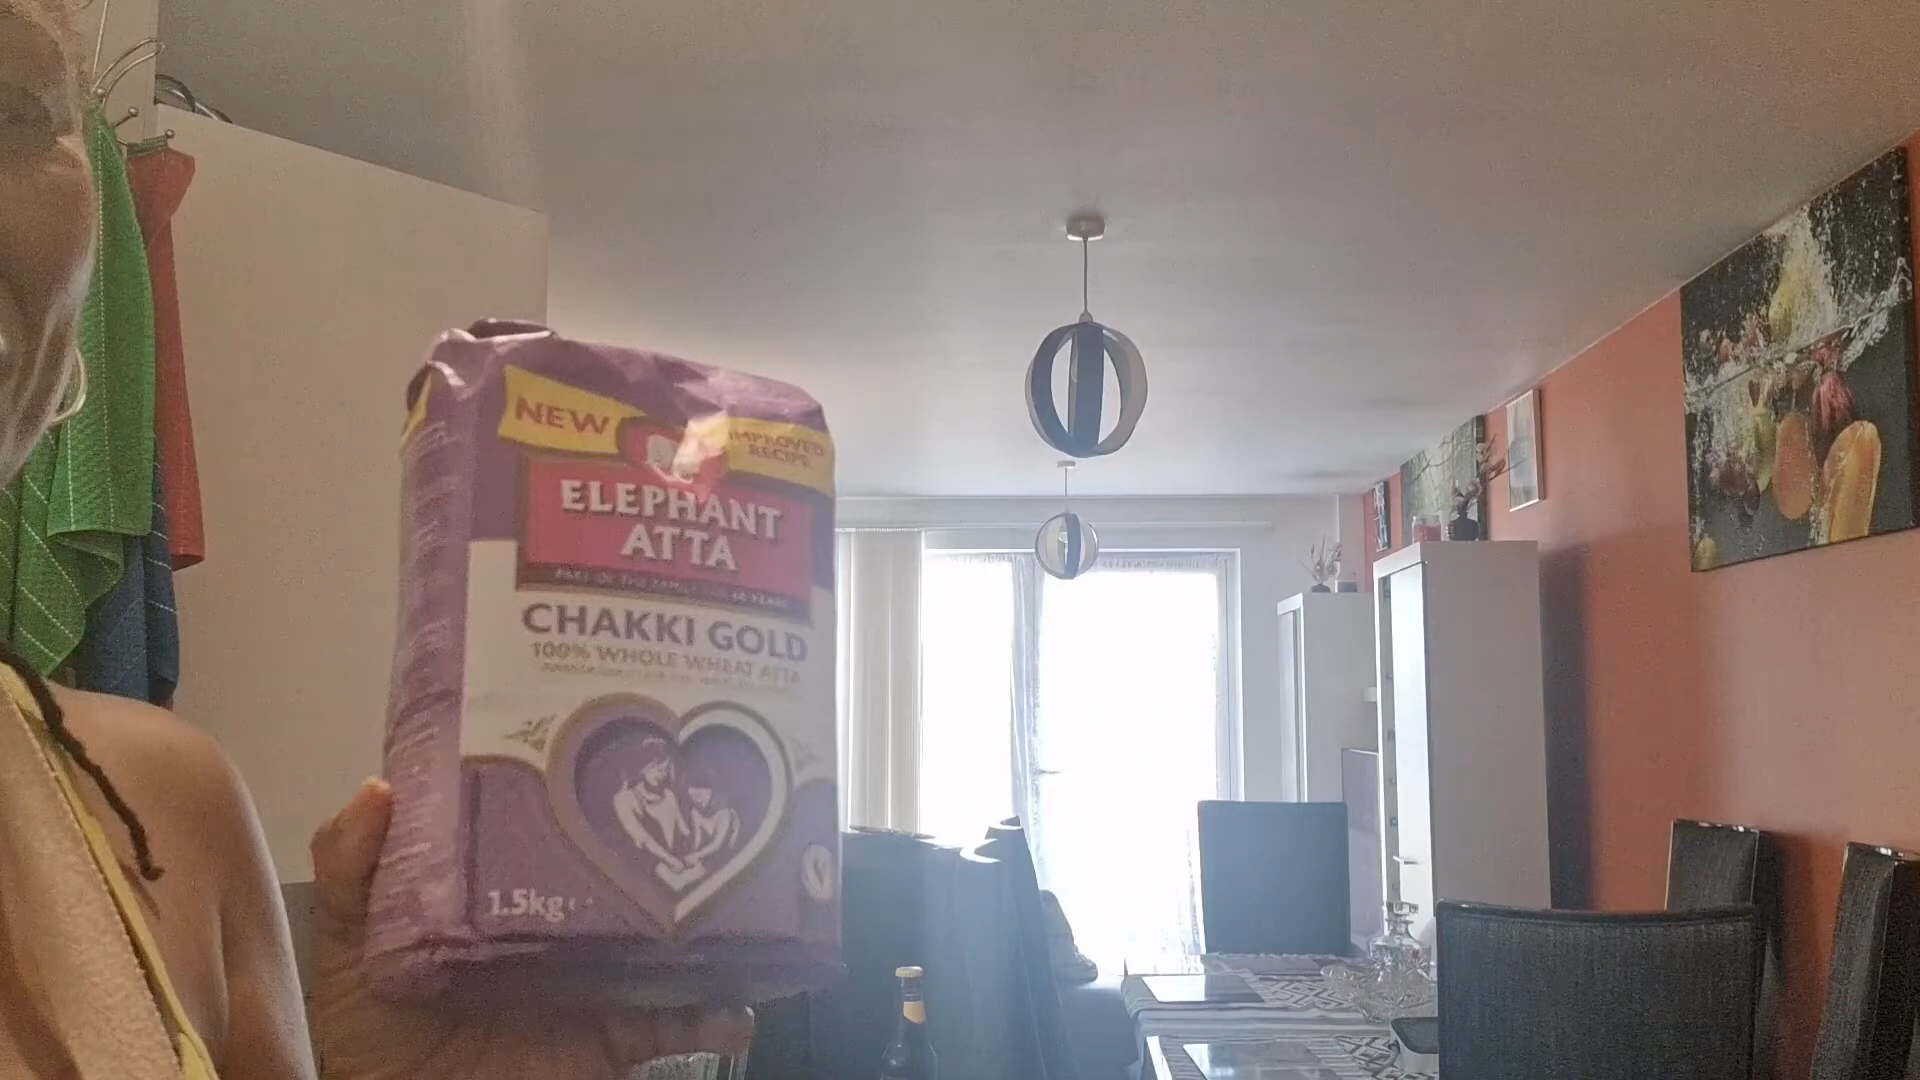 NEW
IMPROVED
RECIPE
ELEPHANT
ATTA
CHAKKI GOLD
100% WHOLE WHEAT ATTA
1.5kg